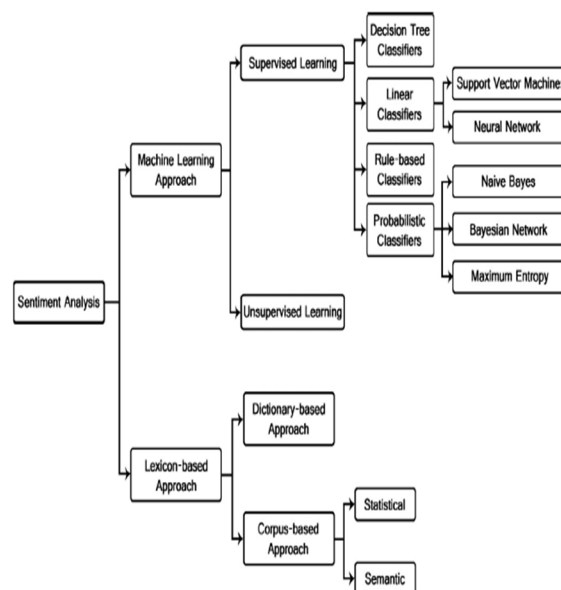 Decision Tree
Classifiers
Supervised Learning
Support Vector Machines
Linear
Classifiers
Neural Network
Machine Learning
Approach
Rule-based
Classifiers
Naive Bayes
Probabilistic
Classifiers
Bayesian Network
Maximum Entropy
Sentiment Analysis
Unsupervised Learning
Dictionary-based
Approach
Lexicon-based
Approach
Statistical
Corpus-based
Approach
Semantic